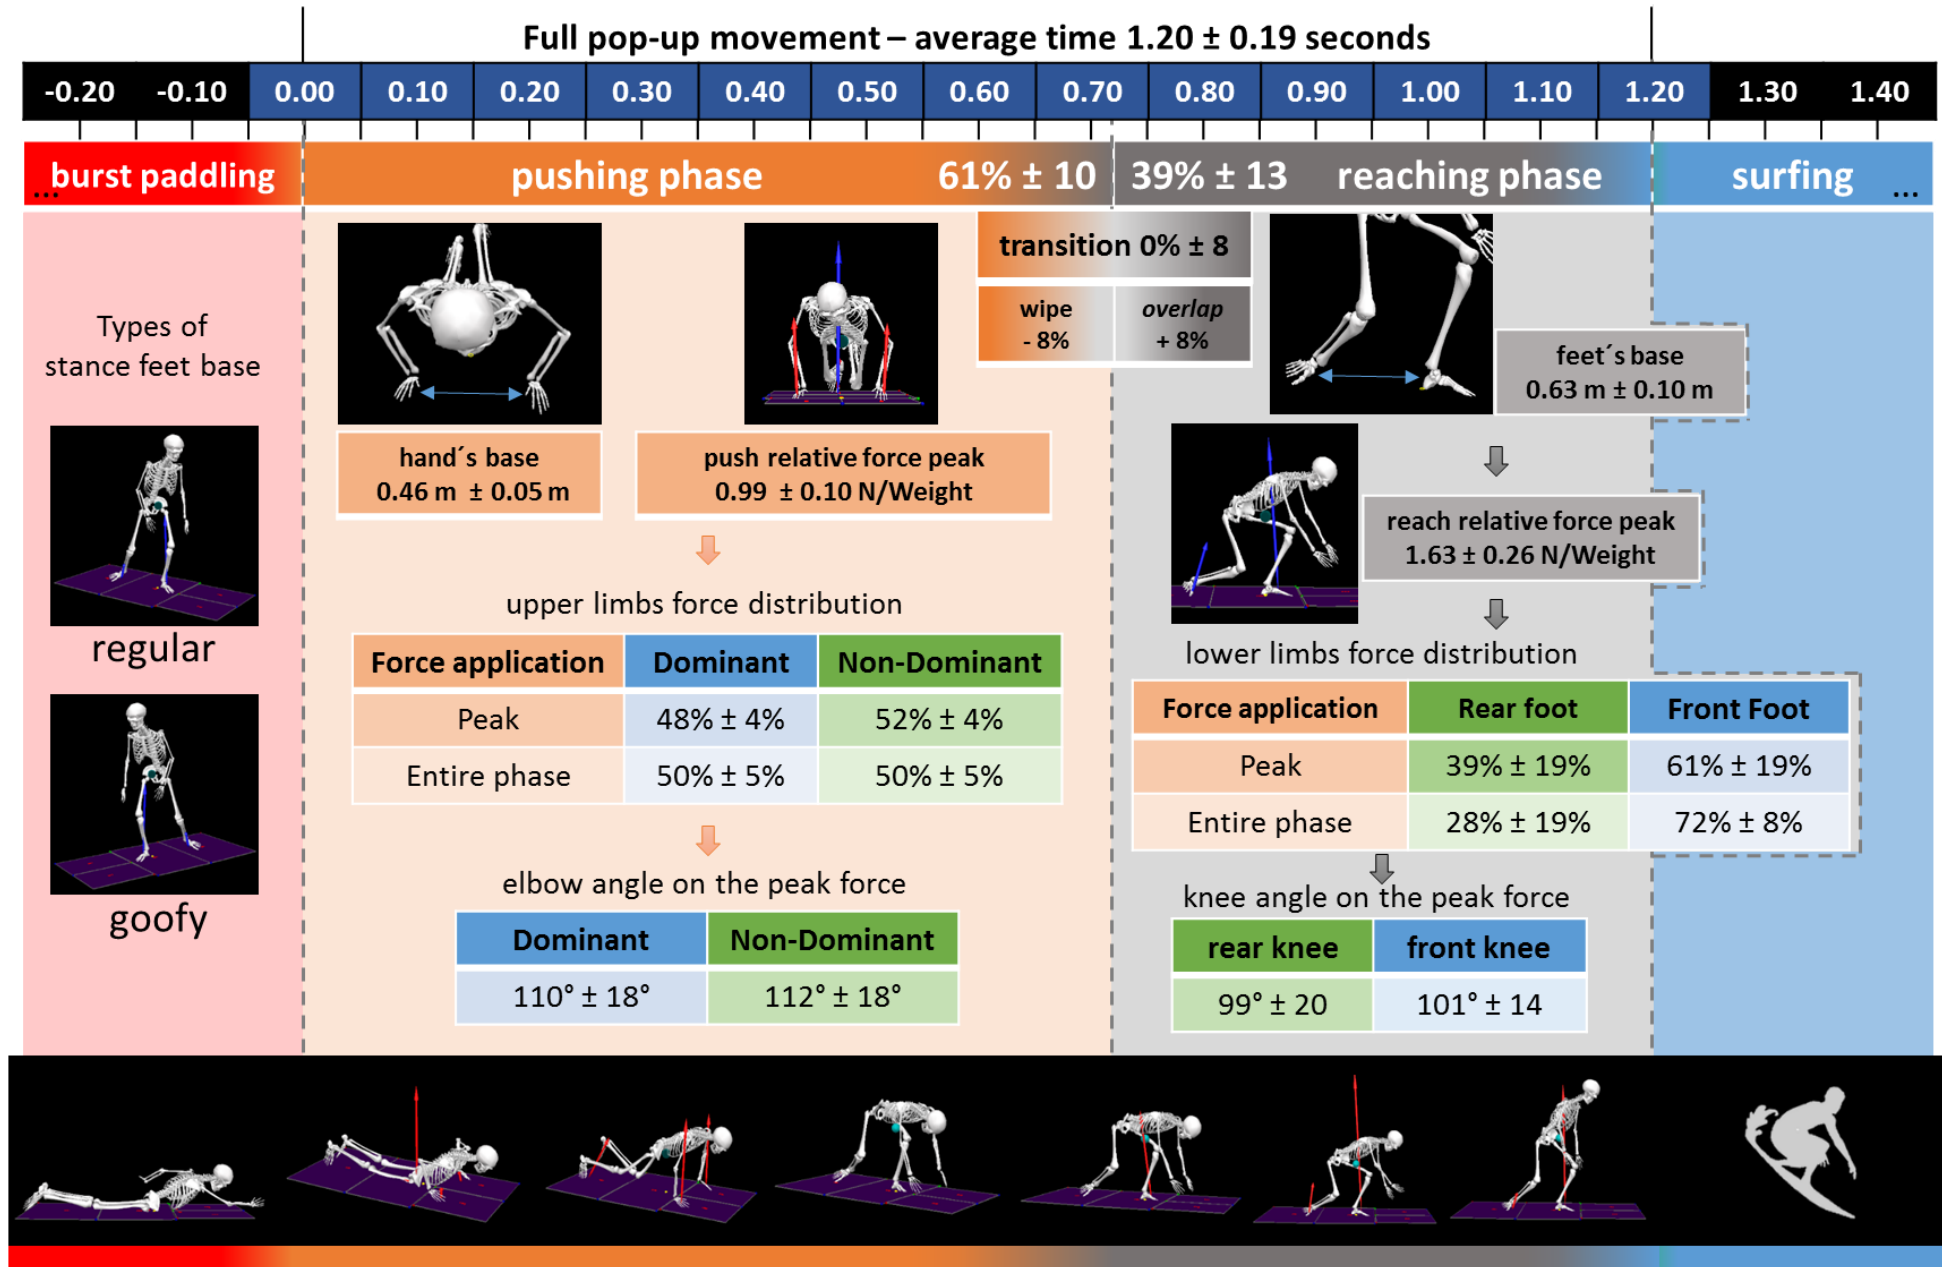 Full pop-up movement – average time 1.20 ± 0.19 seconds
-0.20 -0.10 0.00 0.10 0.20 0.30 0.40 0.50 0.60 0.70 0.80 0.90 1.00 1.10 1.20 1.30 1.40
... burst paddling pushing phase 61% ± 10 39% ± 13 reaching phase surfing ...
Types of
stance feet base
regular
goofy
hand´s base
0.46 m ± 0.05 m
push relative force peak
0.99 ± 0.10 N/Weight
upper limbs force distribution
Force application Dominant Non-Dominant
Peak 48% ± 4% 52% ± 4%
Entire phase 50% ± 5% 50% ± 5%
elbow angle on the peak force
Dominant Non-Dominant
110° ± 18° 112° ± 18°
transition 0% ± 8
wipe
- 8%
overlap
+ 8%
feet´s base
0.63 m ± 0.10 m
reach relative force peak
1.63 ± 0.26 N/Weight
lower limbs force distribution
Force application Rear foot Front Foot
Peak 39% ± 19% 61% ± 19%
Entire phase 28% ± 19% 72% ± 8%
knee angle on the peak force
rear knee front knee
99° ± 20 101° ± 14